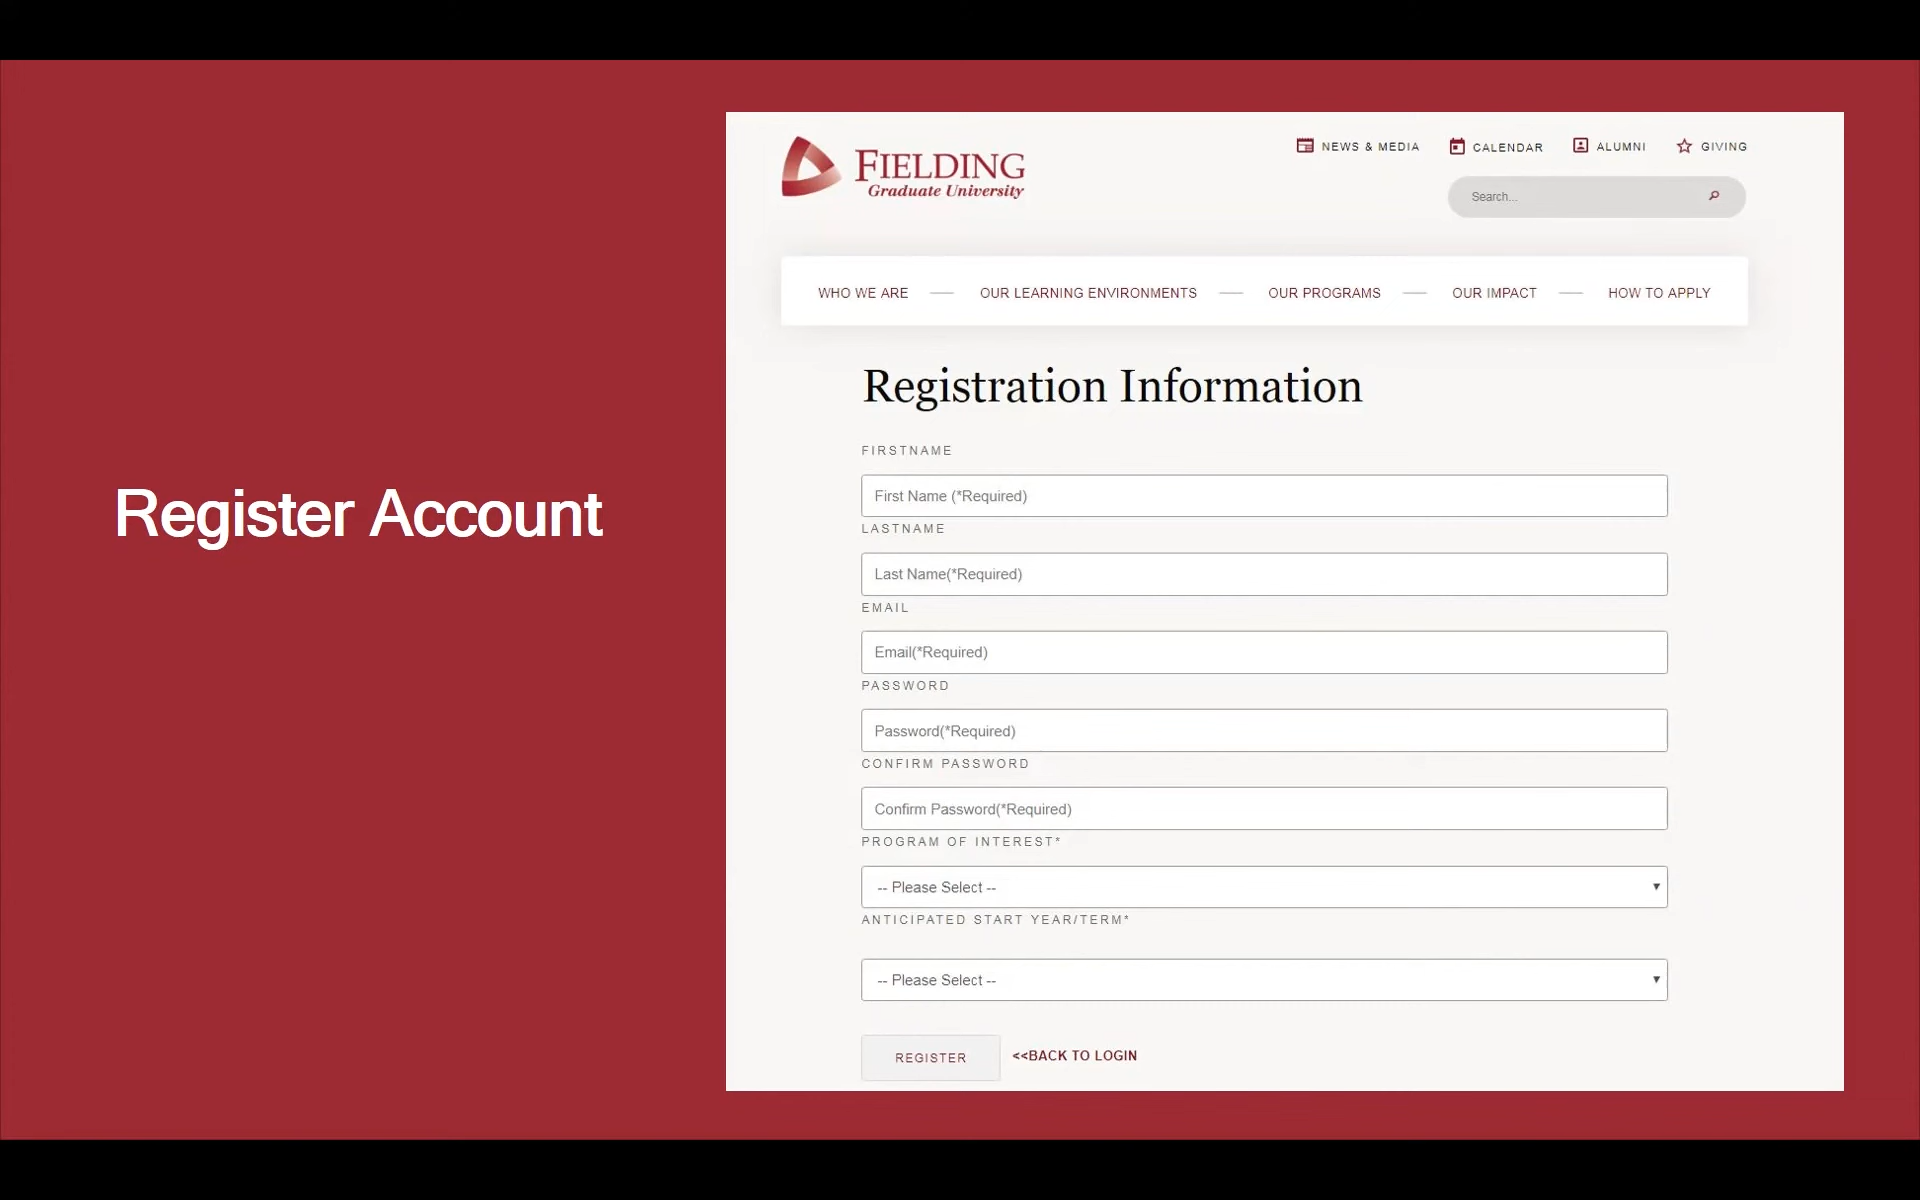 Register Account
FIELDING
Graduate University
NEWS & MEDIA
CALENDAR
ALUMNI
GIVING
Search...
WHO WE ARE
OUR LEARNING ENVIRONMENTS
OUR PROGRAMS
OUR IMPACT
HOW TO APPLY
Registration Information
FIRSTNAME
First Name (*Required)
LASTNAME
Last Name(*Required)
EMAIL
Email(*Required)
PASSWORD
Password(*Required)
CONFIRM PASSWORD
Confirm Password(*Required)
PROGRAM OF INTEREST*
-- Please Select --
ANTICIPATED START YEAR/TERM*
-- Please Select --
REGISTER
<<BACK TO LOGIN